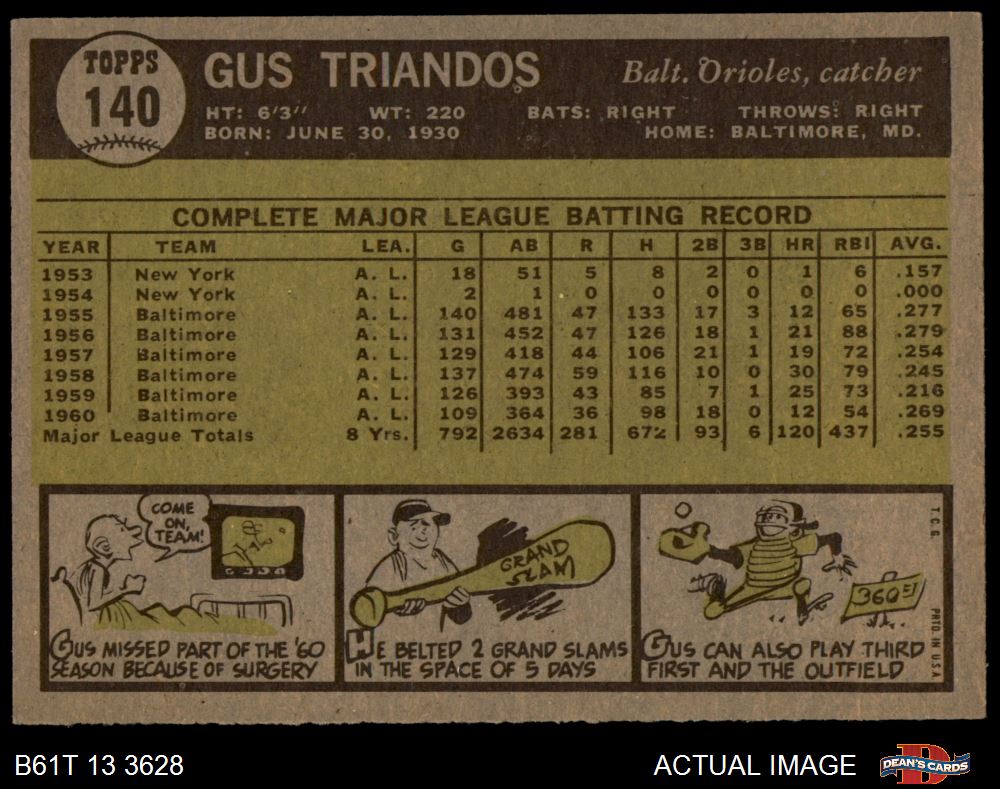 TOPPS
140
GUS TRIANDOS
Balt. Orioles, catcher
HT: 6'3" WT: 220 BATS: RIGHT THROWS: RIGHT
BORN: JUNE 30, 1930 HOME: BALTIMORE, MD.
COMPLETE MAJOR LEAGUE BATTING RECORD
YEAR TEAM LEA. G AB R H 2B 3B HR RBI AVG.
1953 New York A. L. 18 51 5 8 2 0 1 6 .157
1954 New York A. L. 2 1 0 0 0 0 0 0 .000
1955 Baltimore A. L. 140 481 47 133 17 3 12 65 .277
1956 Baltimore A. L. 131 452 47 126 18 1 21 88 .279
1957 Baltimore A. L. 129 418 44 106 21 1 19 72 .254
1958 Baltimore A. L. 137 474 59 116 10 0 30 79 .245
1959 Baltimore A. L. 126 393 43 85 7 1 25 73 .216
1960 Baltimore A. L. 109 364 36 98 18 0 12 54 .269
Major League Totals 8 Yrs. 792 2634 281 672 93 6 120 437 .255
COME
ON,
TEAM!
GUS MISSED PART OF THE '60
SEASON BECAUSE OF SURGERY
GRAND
SLAM
HE BELTED 2 GRAND SLAMS
IN THE SPACE OF 5 DAYS
360 FT
GUS CAN ALSO PLAY THIRD
FIRST AND THE OUTFIELD
T.C.G.
PRTD. IN U.S.A.
B61T 13 3628
ACTUAL IMAGE
D
DEAN'S CARDS